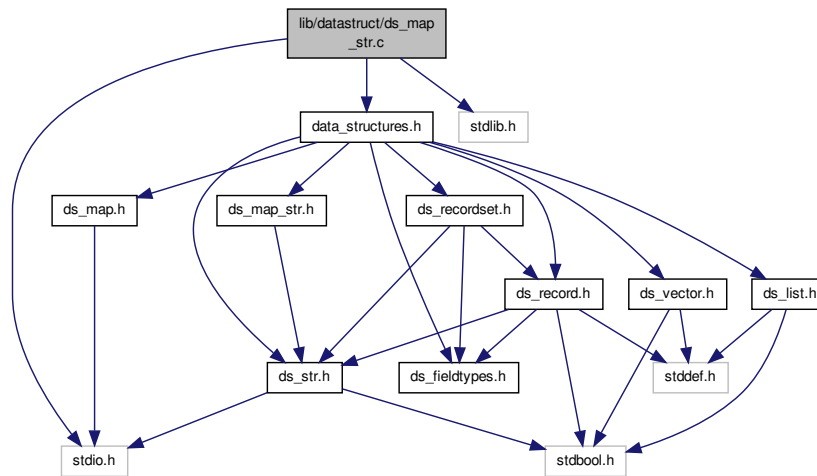 lib/datastruct/ds_map
_str.c
data_structures.h
stdlib.h
ds_map.h
ds_map_str.h
ds_recordset.h
ds_record.h
ds_vector.h
ds_list.h
ds_str.h
ds_fieldtypes.h
stddef.h
stdio.h
stdbool.h